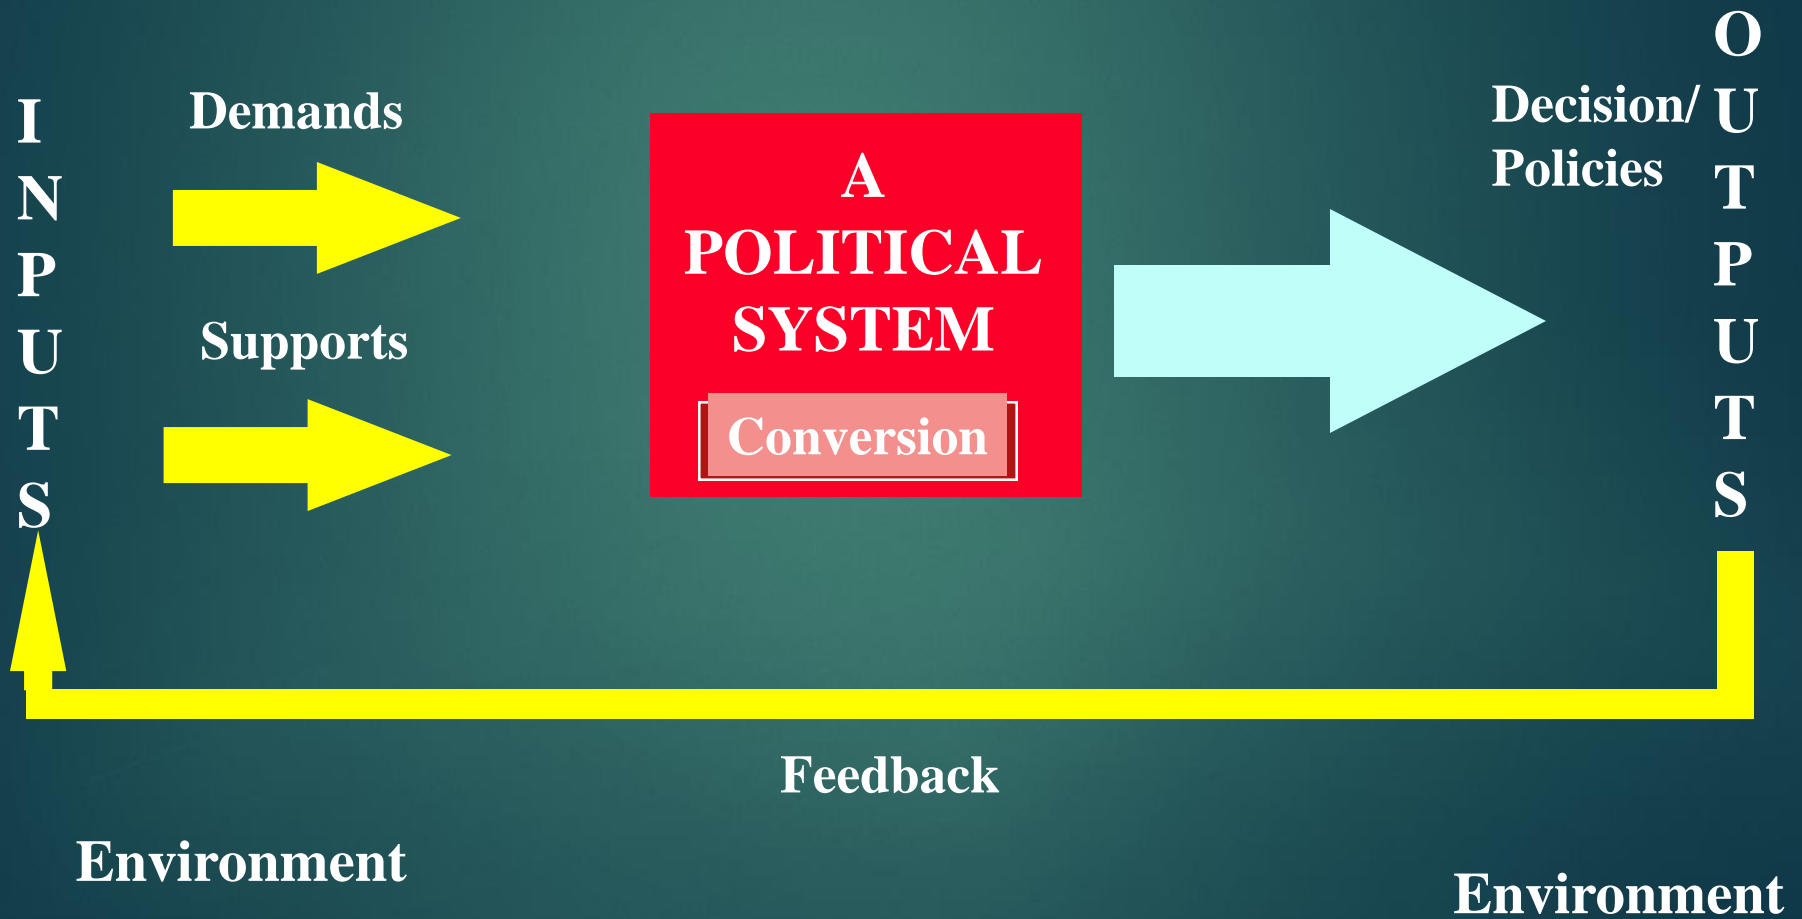 INPUTS
Demands
Supports
A
POLITICAL
SYSTEM
Conversion
Decision/
Policies
OUTPUTS
Feedback
Environment
Environment